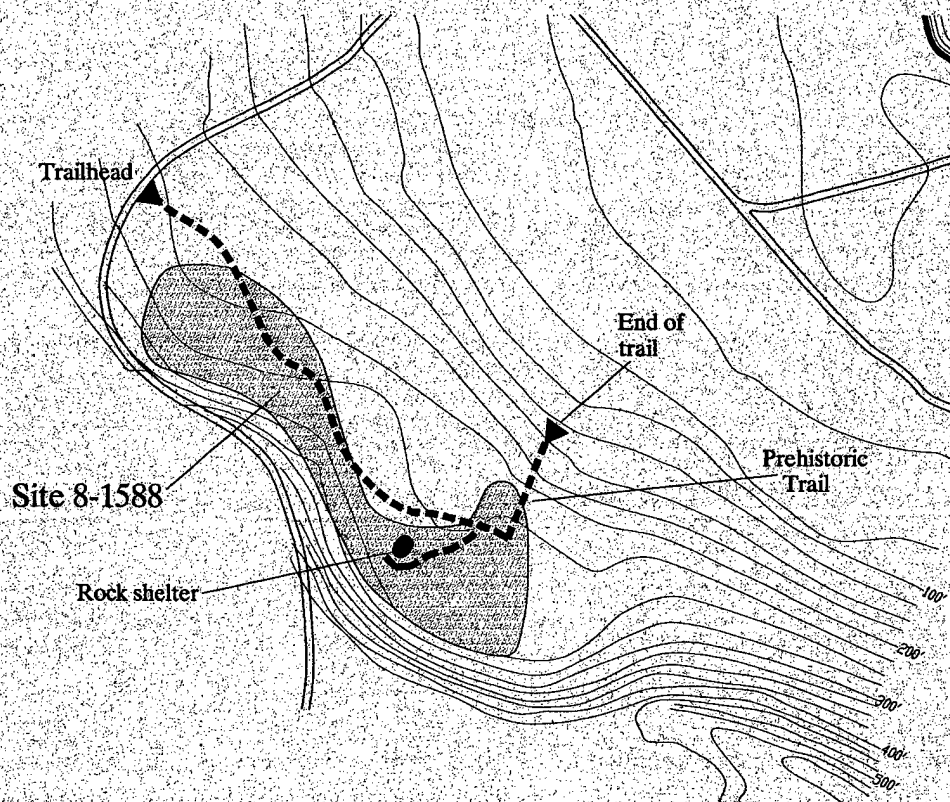 Trailhead
End of
trail
Prehistoric
Trail
Site 8-1588
Rock shelter
100'
200'
300'
400'
500'